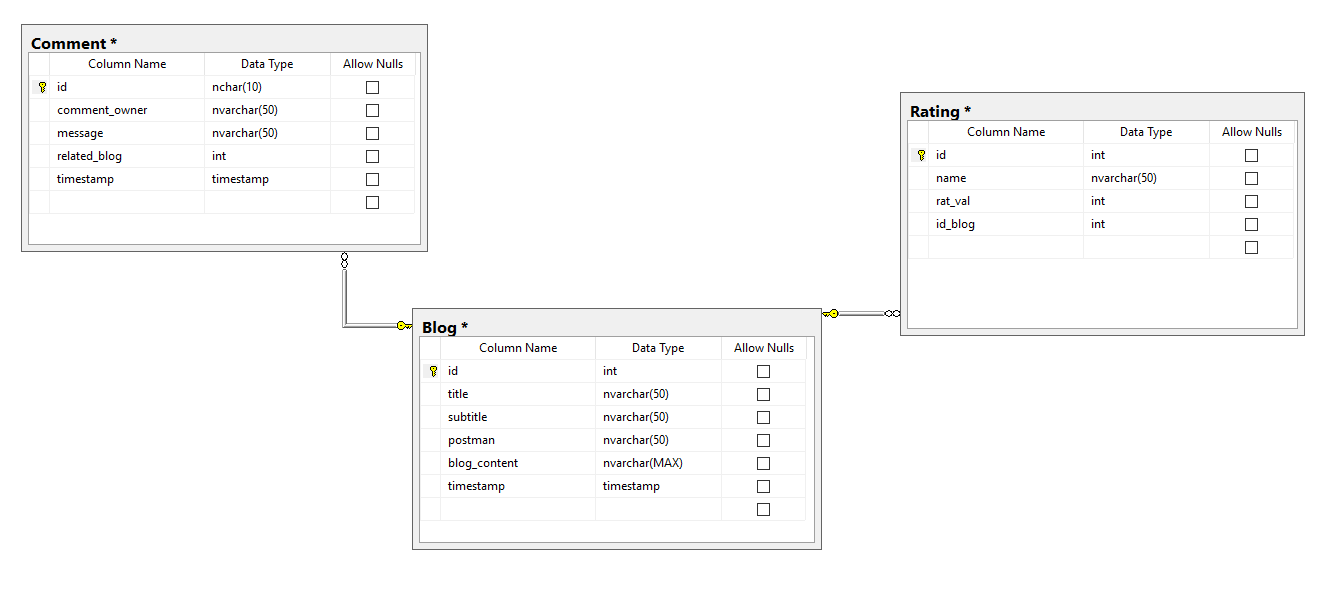 Comment *
Column Name Data Type Allow Nulls
id nchar(10)
comment_owner nvarchar(50)
message nvarchar(50)
related_blog int
timestamp timestamp
Rating *
Column Name Data Type Allow Nulls
id int
name nvarchar(50)
rat_val int
id_blog int
Blog *
Column Name Data Type Allow Nulls
id int
title nvarchar(50)
subtitle nvarchar(50)
postman nvarchar(50)
blog_content nvarchar(MAX)
timestamp timestamp